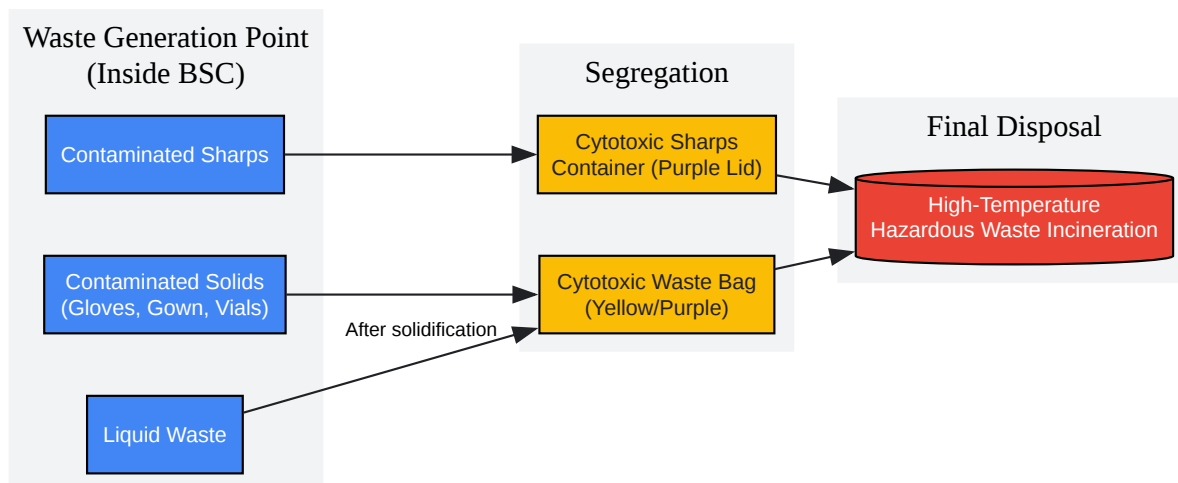 Waste Generation Point
(Inside BSC)
Contaminated Sharps
Contaminated Solids
(Gloves, Gown, Vials)
Liquid Waste
After solidification
Segregation
Cytotoxic Sharps
Container (Purple Lid)
Cytotoxic Waste Bag
(Yellow/Purple)
Final Disposal
High-Temperature
Hazardous Waste Incineration